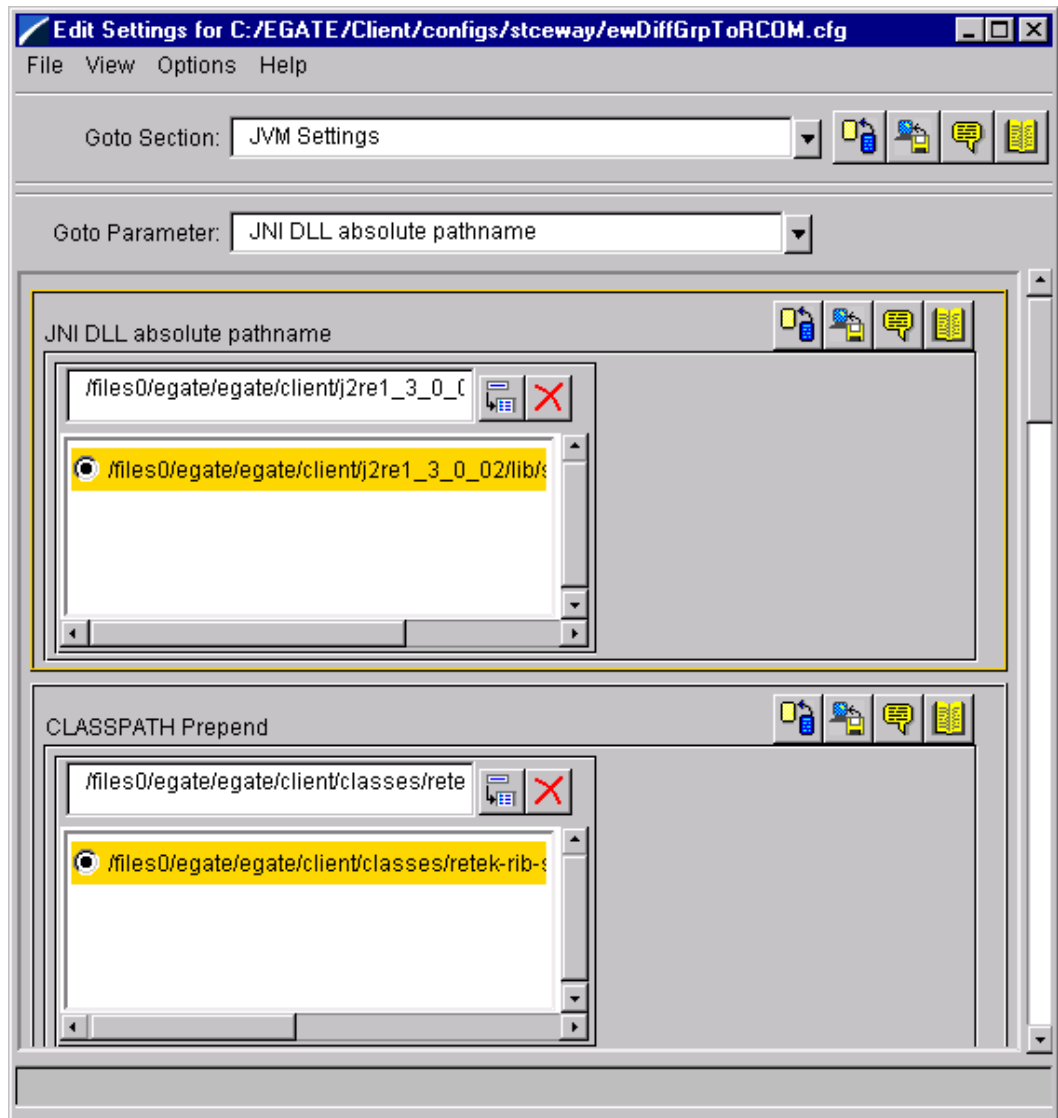 Edit Settings for C:/EGATE/Client/configs/stceway/ewDiffGrpToRCOM.cfg
File View Options Help
Goto Section: JVM Settings
Goto Parameter: JNI DLL absolute pathname
JNI DLL absolute pathname
/files0/egate/egate/client/j2re1_3_0_0
/files0/egate/egate/client/j2re1_3_0_02/lib/s
CLASSPATH Prepend
/files0/egate/egate/client/classes/rete
/files0/egate/egate/client/classes/retek-rib-s